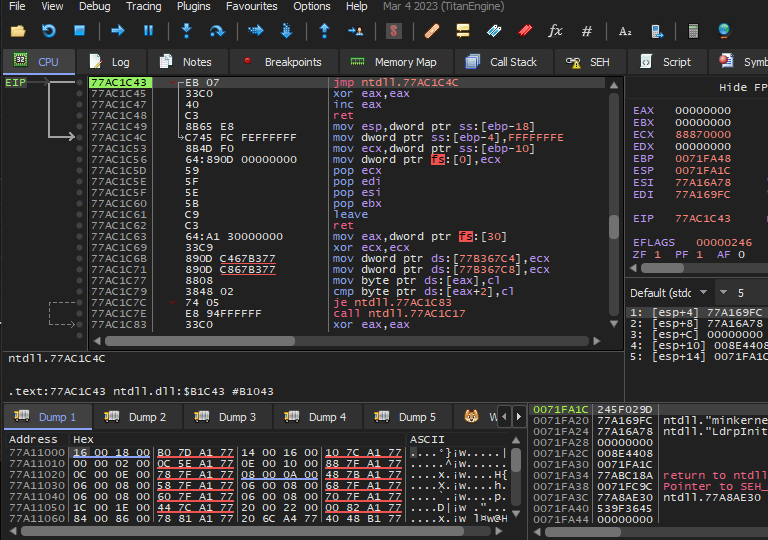 File View Debug Tracing Plugins Favourites Options Help Mar 4 2023 (TitanEngine)
CPU Log Notes Breakpoints Memory Map Call Stack SEH Script Symb
EIP 77AC1C43 EB 07 jmp ntdll.77AC1C4C
77AC1C45 33C0 xor eax,eax
77AC1C47 40 inc eax
77AC1C48 C3 ret
77AC1C49 8B65 E8 mov esp,dword ptr ss:[ebp-18]
77AC1C4C C745 FC FEFFFFFF mov dword ptr ss:[ebp-4],FFFFFFFE
77AC1C53 8B4D F0 mov ecx,dword ptr ss:[ebp-10]
77AC1C56 64:890D 00000000 mov dword ptr fs:[0],ecx
77AC1C5D 59 pop ecx
77AC1C5E 5F pop edi
77AC1C5F 5E pop esi
77AC1C60 5B pop ebx
77AC1C61 C9 leave
77AC1C62 C3 ret
77AC1C63 64:A1 30000000 mov eax,dword ptr fs:[30]
77AC1C69 33C9 xor ecx,ecx
77AC1C6B 890D C467B377 mov dword ptr ds:[77B367C4],ecx
77AC1C71 890D C867B377 mov dword ptr ds:[77B367C8],ecx
77AC1C77 8808 mov byte ptr ds:[eax],cl
77AC1C79 3848 02 cmp byte ptr ds:[eax+2],cl
77AC1C7C 74 05 je ntdll.77AC1C83
77AC1C7E E8 94FFFFFF call ntdll.77AC1C17
77AC1C83 33C0 xor eax,eax
Hide FP
EAX 00000000
EBX 00000000
ECX 88870000
EDX 00000000
EBP 0071FA48
ESP 0071FA1C
ESI 77A16A78
EDI 77A169FC
EIP 77AC1C43
EFLAGS 00000246
ZF 1 PF 1 AF 0
Default (stdc 5
1: [esp+4] 77A169FC
2: [esp+8] 77A16A78
3: [esp+C] 00000000
4: [esp+10] 008E4408
5: [esp+14] 0071FA1C
ntdll.77AC1C4C
.text:77AC1C43 ntdll.dll:$B1C43 #B1043
Dump 1 Dump 2 Dump 3 Dump 4 Dump 5 W
Address Hex ASCII
77A11000 16 00 18 00 B0 7D A1 77 14 00 16 00 10 7C A1 77 ....°}¡w.....|
77A11010 00 00 02 00 0C 5E A1 77 0E 00 10 00 88 7F A1 77 .....^¡w.....
77A11020 0C 00 0E 00 78 7F A1 77 08 00 0A 00 48 7B A1 77 ....x.¡w....H{
77A11030 06 00 08 00 58 7F A1 77 06 00 08 00 68 7F A1 77 ....X.¡w....h.
77A11040 06 00 08 00 60 7F A1 77 06 00 08 00 70 7F A1 77 ....`.¡w....p.
77A11050 1C 00 1E 00 44 7C A1 77 20 00 22 00 00 82 A1 77 ....D|¡w ."...
77A11060 84 00 86 00 78 81 A1 77 20 6C A4 77 40 48 B1 77 ....x.¡w l¤w@H
0071FA1C 245F029D
0071FA20 77A169FC ntdll."minkerne
0071FA24 77A16A78 ntdll."LdrpInit
0071FA28 00000000
0071FA2C 008E4408
0071FA30 0071FA1C
0071FA34 77ABC18A return to ntdll
0071FA38 0071FC9C Pointer to SEH_
0071FA3C 77A8AE30 ntdll.77A8AE30
0071FA40 539F3645
0071FA44 00000000